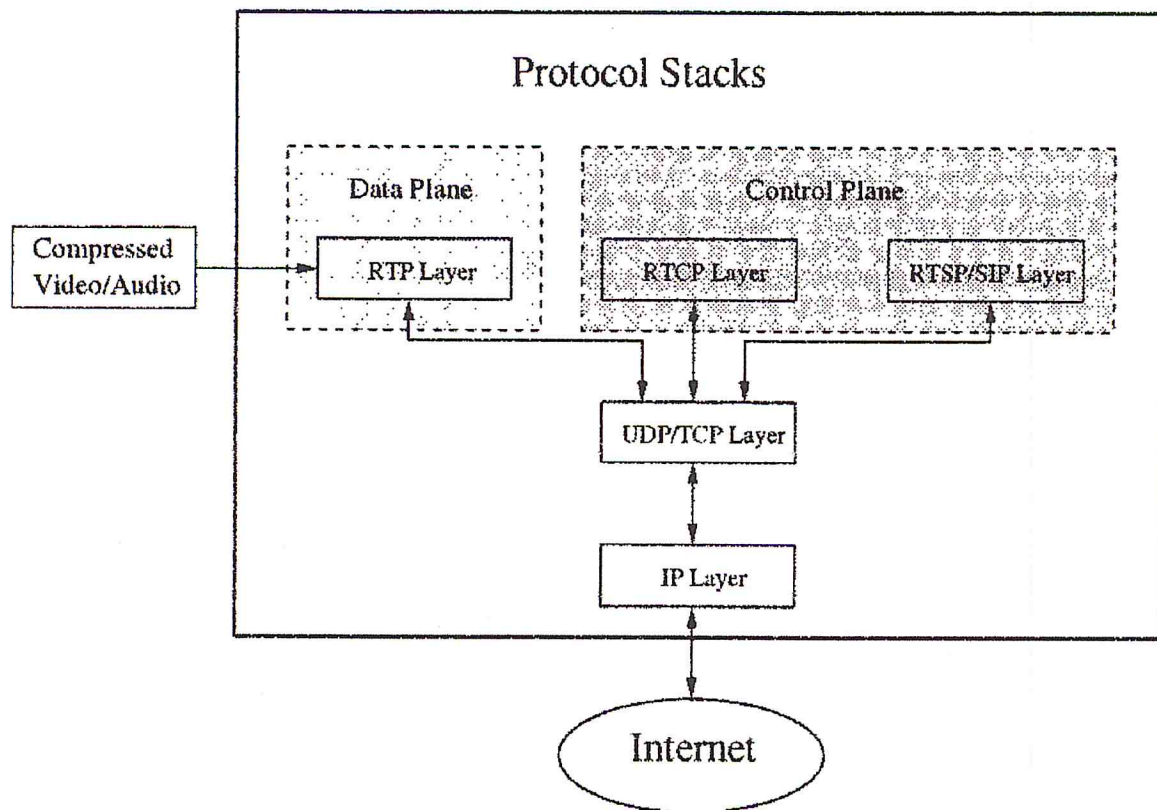 Protocol Stacks
Data Plane
Control Plane
Compressed
Video/Audio
RTP Layer
RTCP Layer
RTSP/SIP Layer
UDP/TCP Layer
IP Layer
Internet